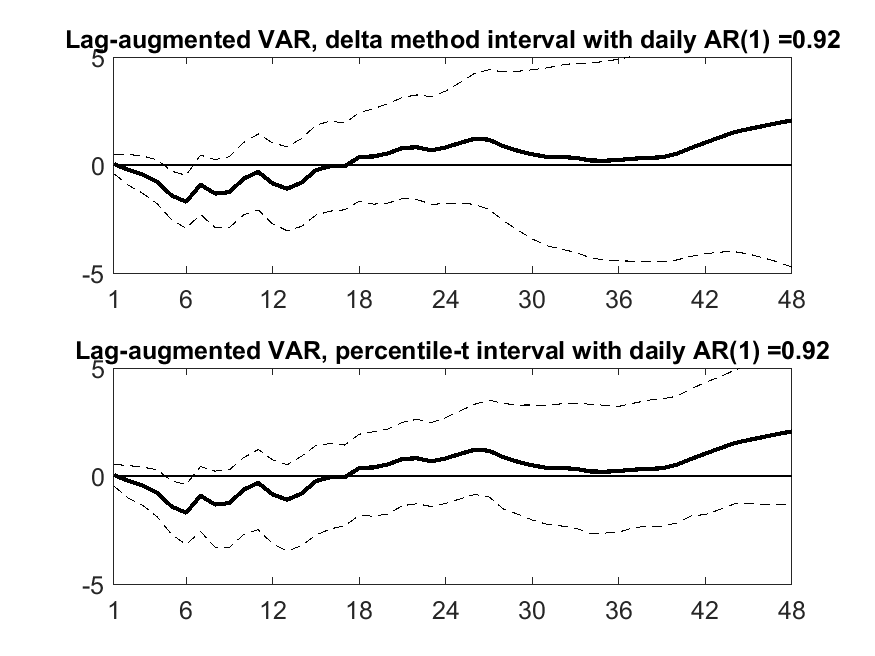 Lag-augmented VAR, delta method interval with daily AR(1) =0.92
5
0
-5
1 6 12 18 24 30 36 42 48
Lag-augmented VAR, percentile-t interval with daily AR(1) =0.92
5
0
-5
1 6 12 18 24 30 36 42 48